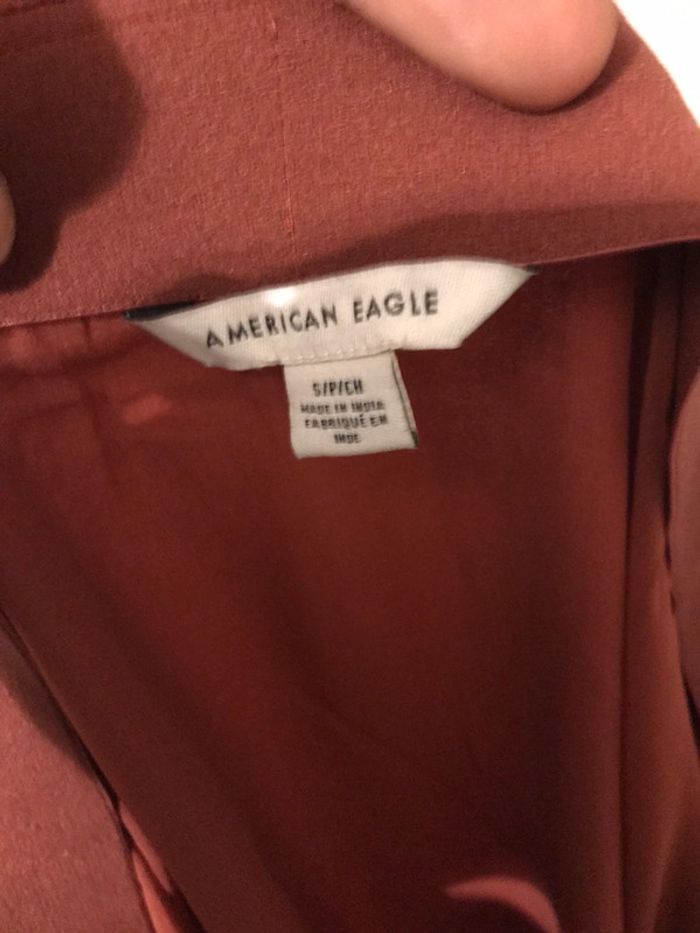 AMERICAN EAGLE
S/P/CH
MADE IN INDIA
FABRIQUÉ EN
INDE